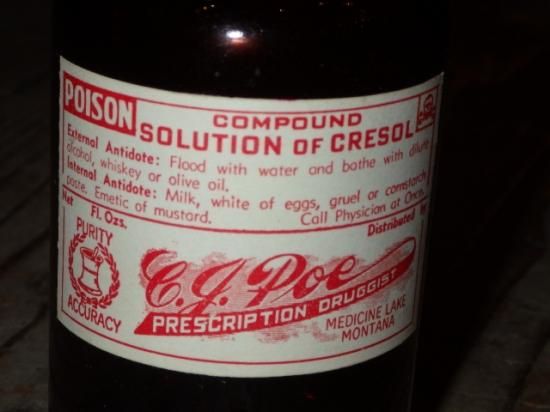 POISON
COMPOUND
SOLUTION OF CRESOL
External Antidote: Flood with water and bathe with dilute
alcohol, whiskey or olive oil.
Internal Antidote: Milk, white of eggs, gruel or cornstarch
paste. Emetic of mustard. Call Physician at Once.
Net Fl. Ozs. Distributed by
PURITY
ACCURACY
C. J. Poe
PRESCRIPTION DRUGGIST
MEDICINE LAKE
MONTANA